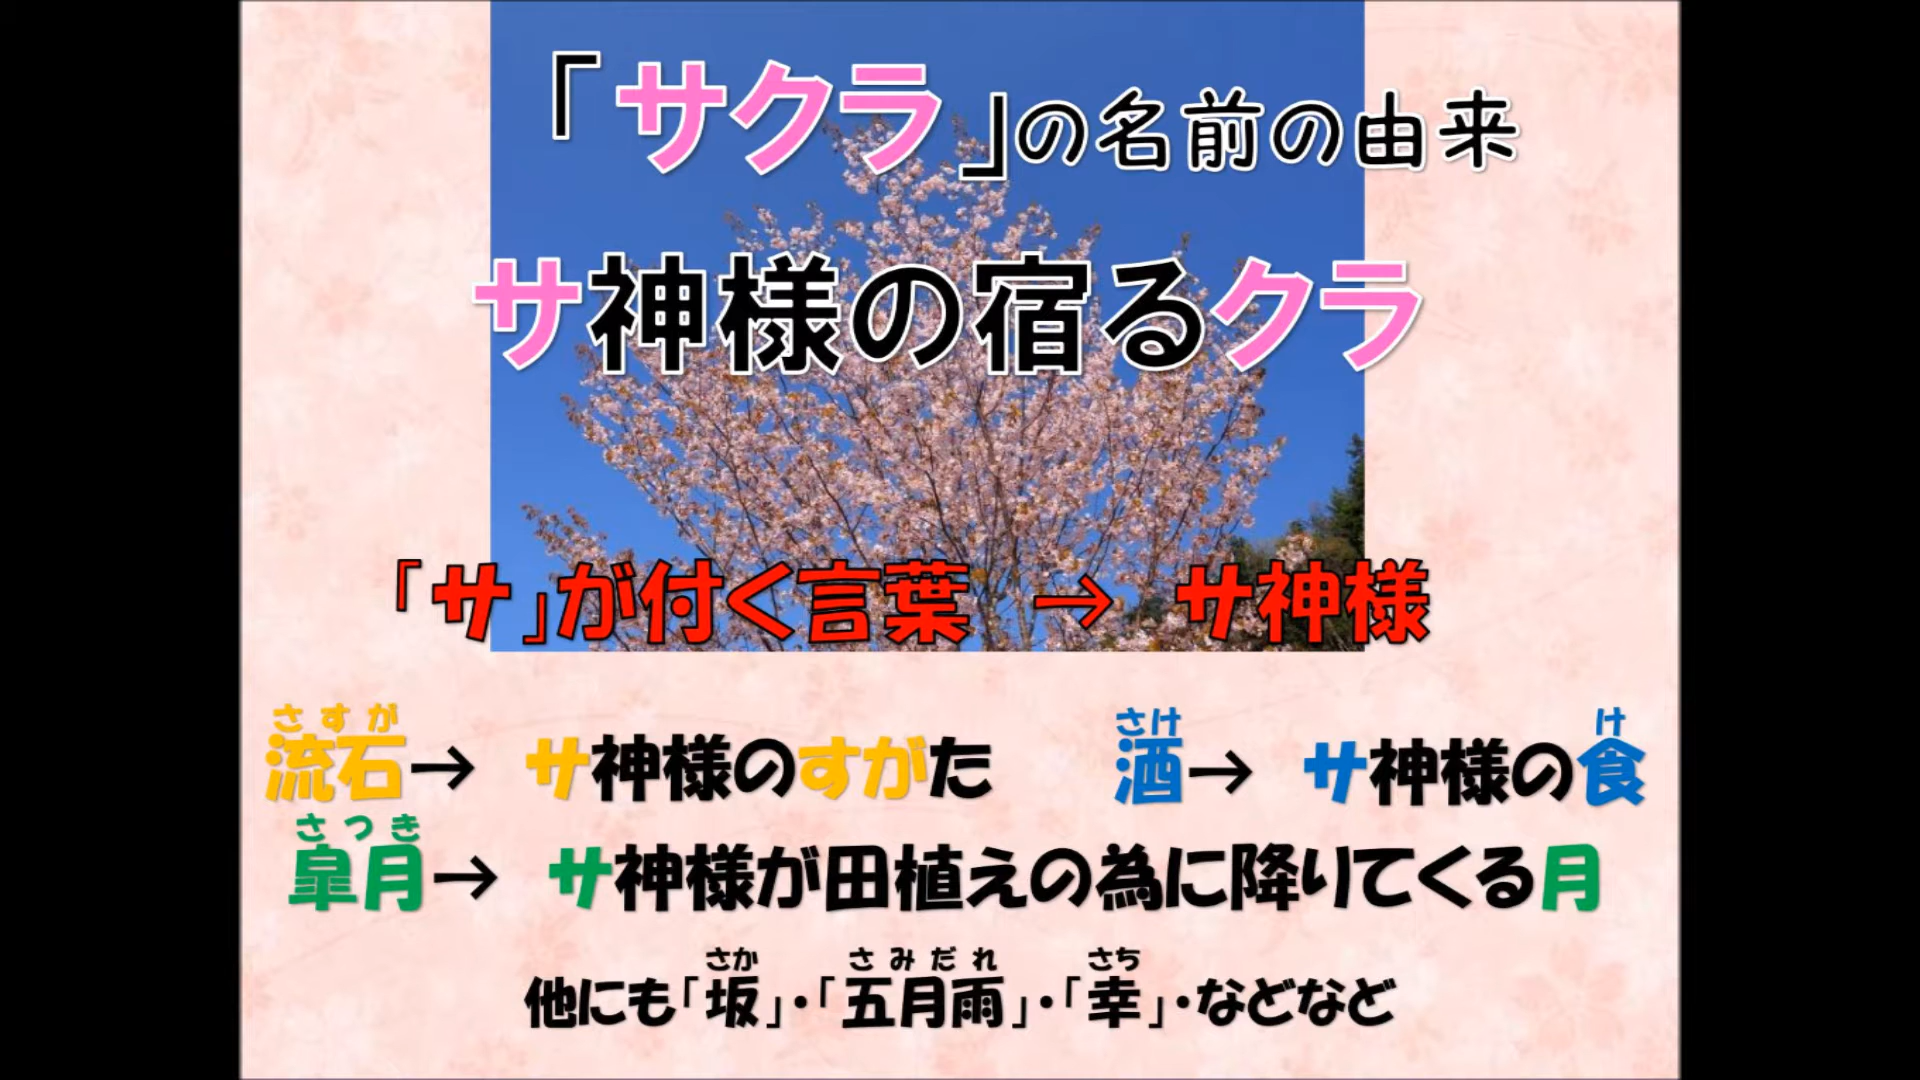 「サクラ」の名前の由来
サ神様の宿るクラ
「サ」が付く言葉 → サ神様
さすが
流石→ サ神様のすがた
さけ け
酒→ サ神様の食
さつき
皐月→ サ神様が田植えの為に降りてくる月
さか さみだれ さち
他にも「坂」・「五月雨」・「幸」・などなど